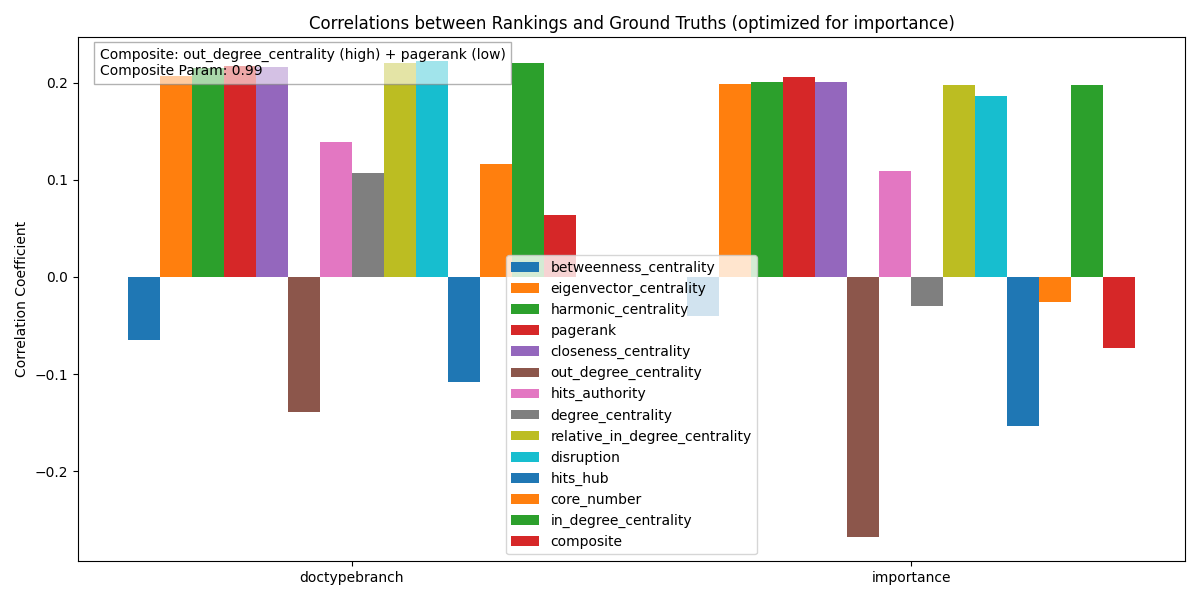 Correlations between Rankings and Ground Truths (optimized for importance)
Composite: out_degree_centrality (high) + pagerank (low)
Composite Param: 0.99
Correlation Coefficient
0.2
0.1
0.0
−0.1
−0.2
betweenness_centrality
eigenvector_centrality
harmonic_centrality
pagerank
closeness_centrality
out_degree_centrality
hits_authority
degree_centrality
relative_in_degree_centrality
disruption
hits_hub
core_number
in_degree_centrality
composite
doctypebranch
importance